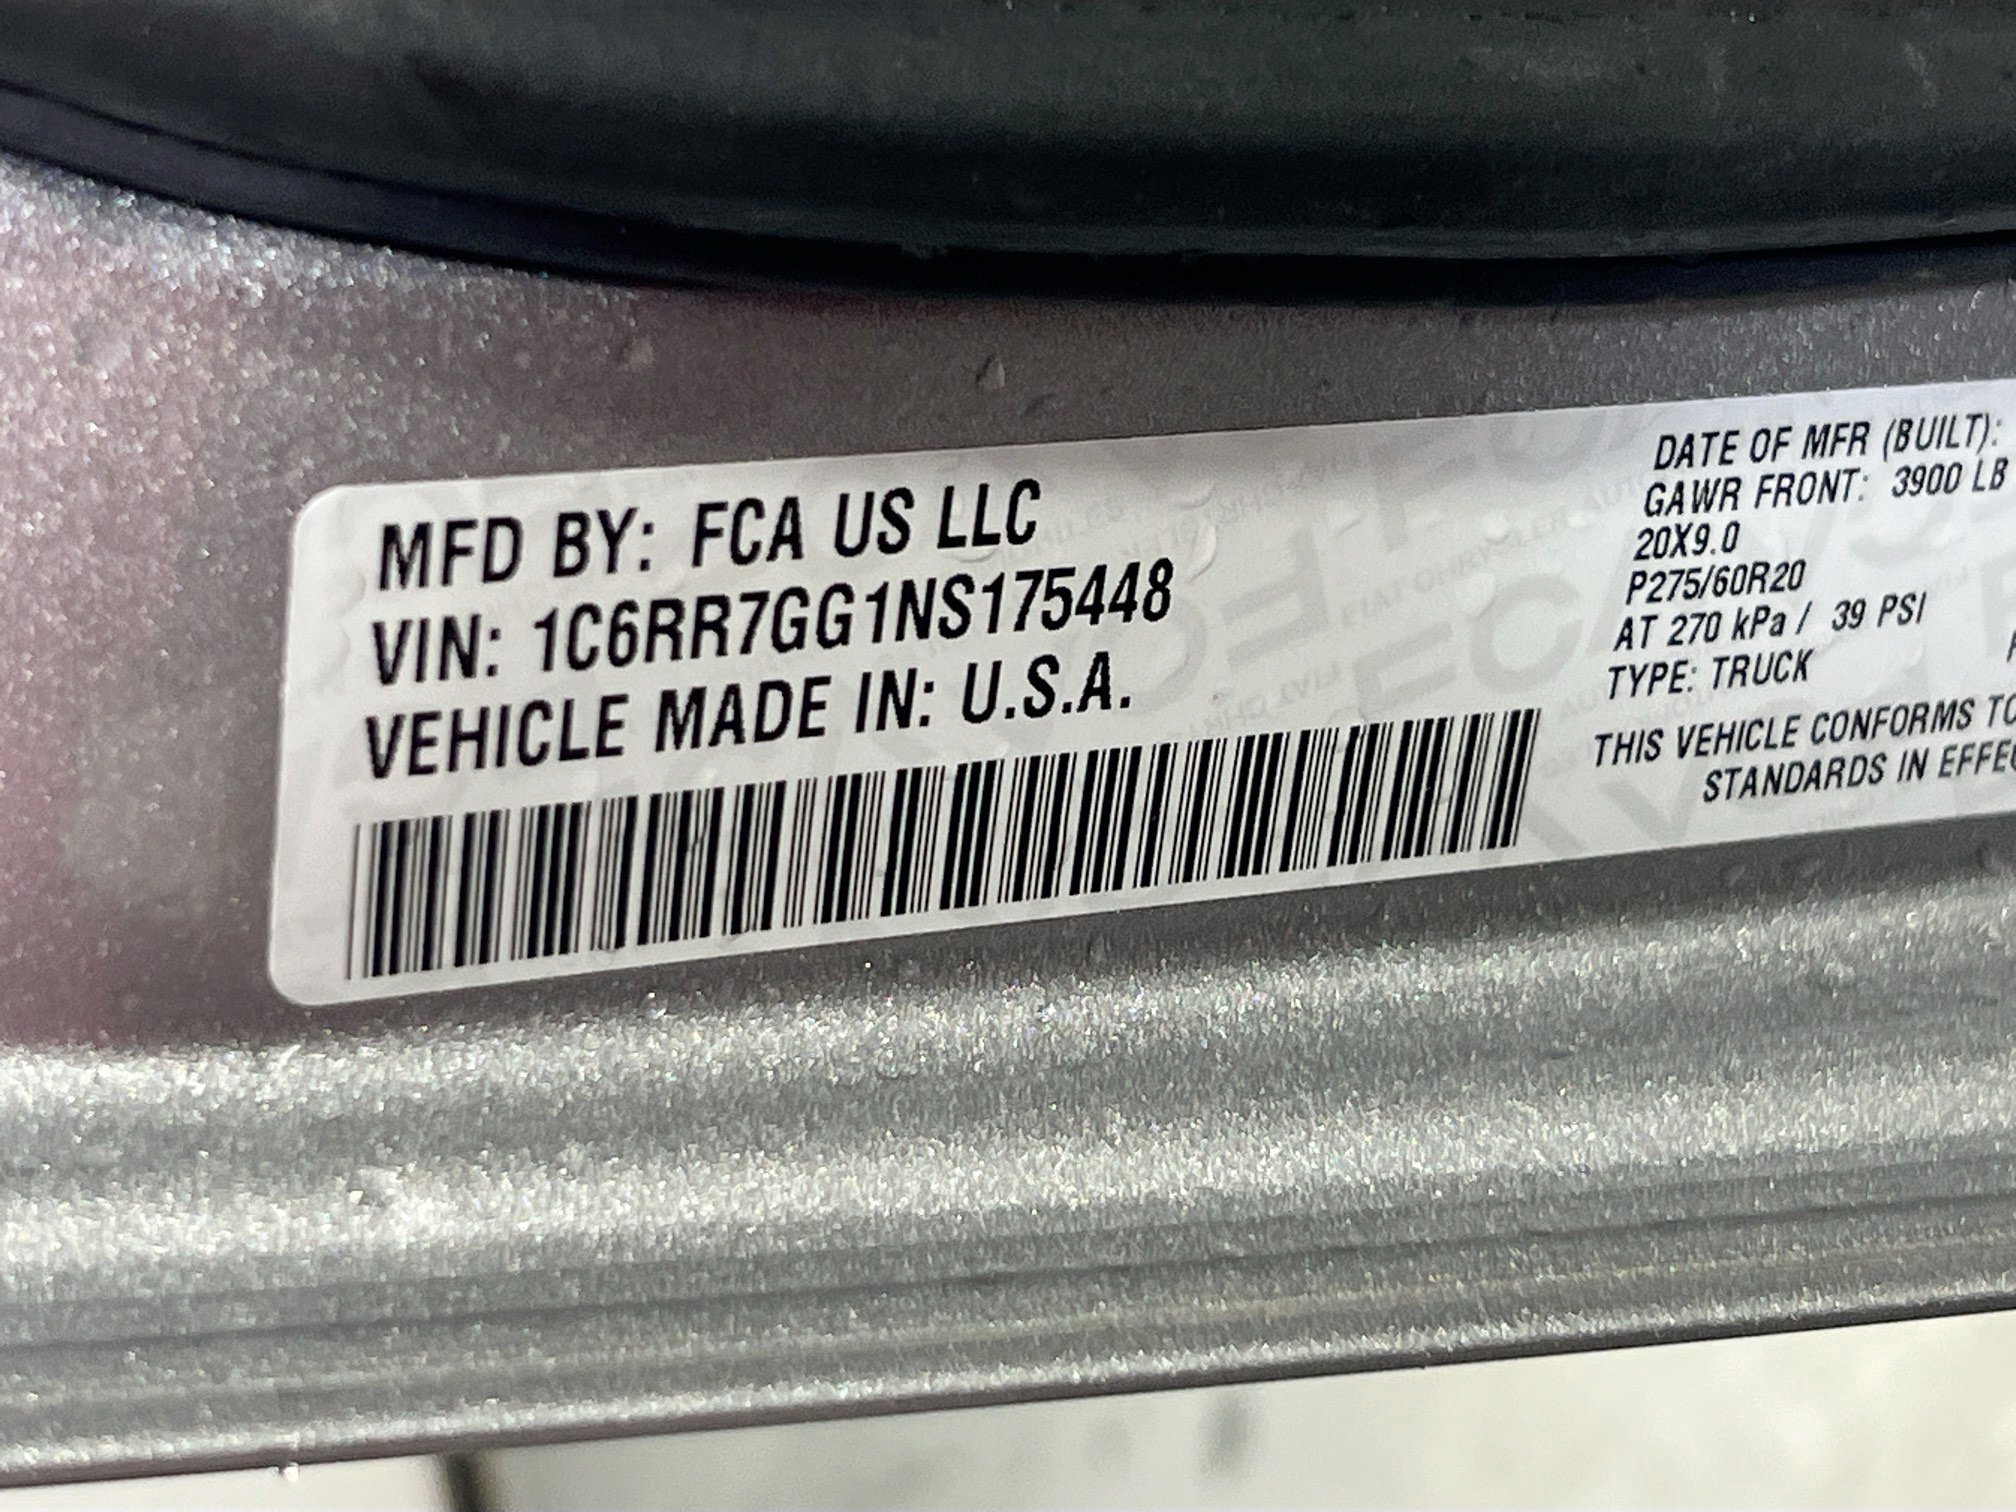 MFD BY: FCA US LLC
VIN: 1C6RR7GG1NS175448
VEHICLE MADE IN: U.S.A.
DATE OF MFR (BUILT):
GAWR FRONT: 3900 LB
20X9.0
P275/60R20
AT 270 kPa / 39 PSI
TYPE: TRUCK
THIS VEHICLE CONFORMS TO
STANDARDS IN EFFEC